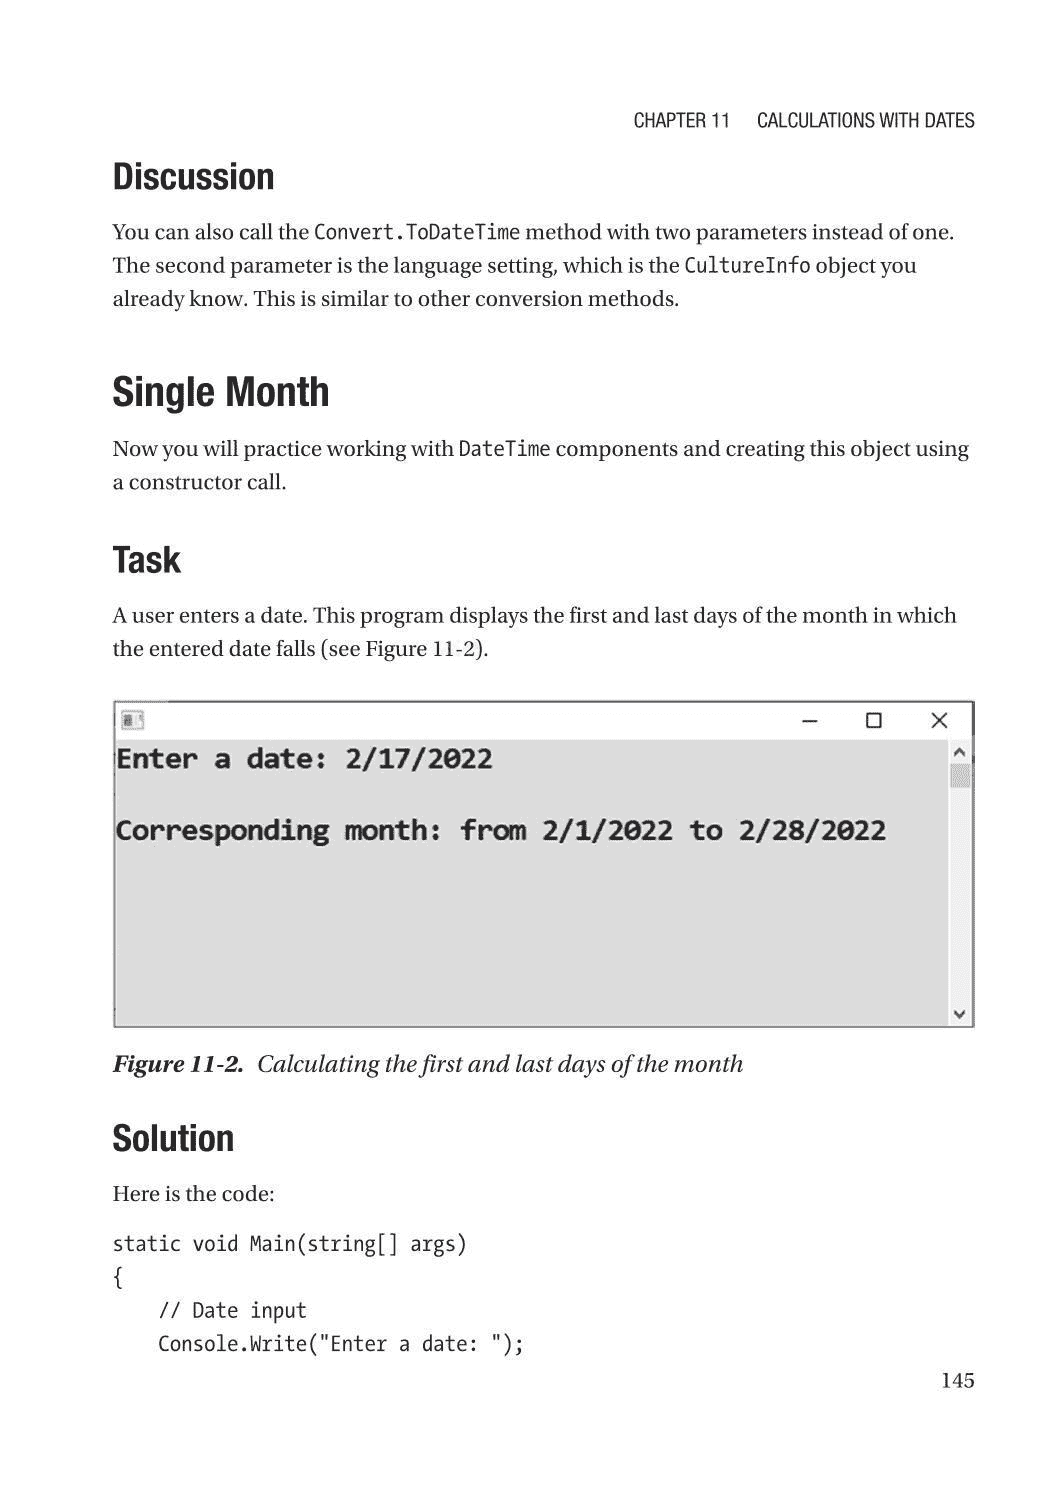 CHAPTER 11 CALCULATIONS WITH DATES
Discussion
You can also call the Convert.ToDateTime method with two parameters instead of one.
The second parameter is the language setting, which is the CultureInfo object you
already know. This is similar to other conversion methods.
Single Month
Now you will practice working with DateTime components and creating this object using
a constructor call.
Task
A user enters a date. This program displays the first and last days of the month in which
the entered date falls (see Figure 11-2).
Enter a date: 2/17/2022
Corresponding month: from 2/1/2022 to 2/28/2022
Figure 11-2. Calculating the first and last days of the month
Solution
Here is the code:
static void Main(string[] args)
{
    // Date input
    Console.Write("Enter a date: ");
145